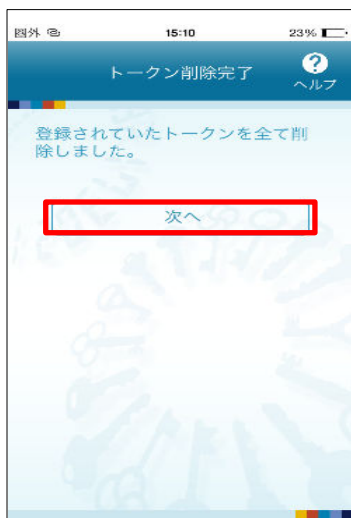 圏外 15:10 23%
トークン削除完了
?
ヘルプ
登録されていたトークンを全て削
除しました。
次へ